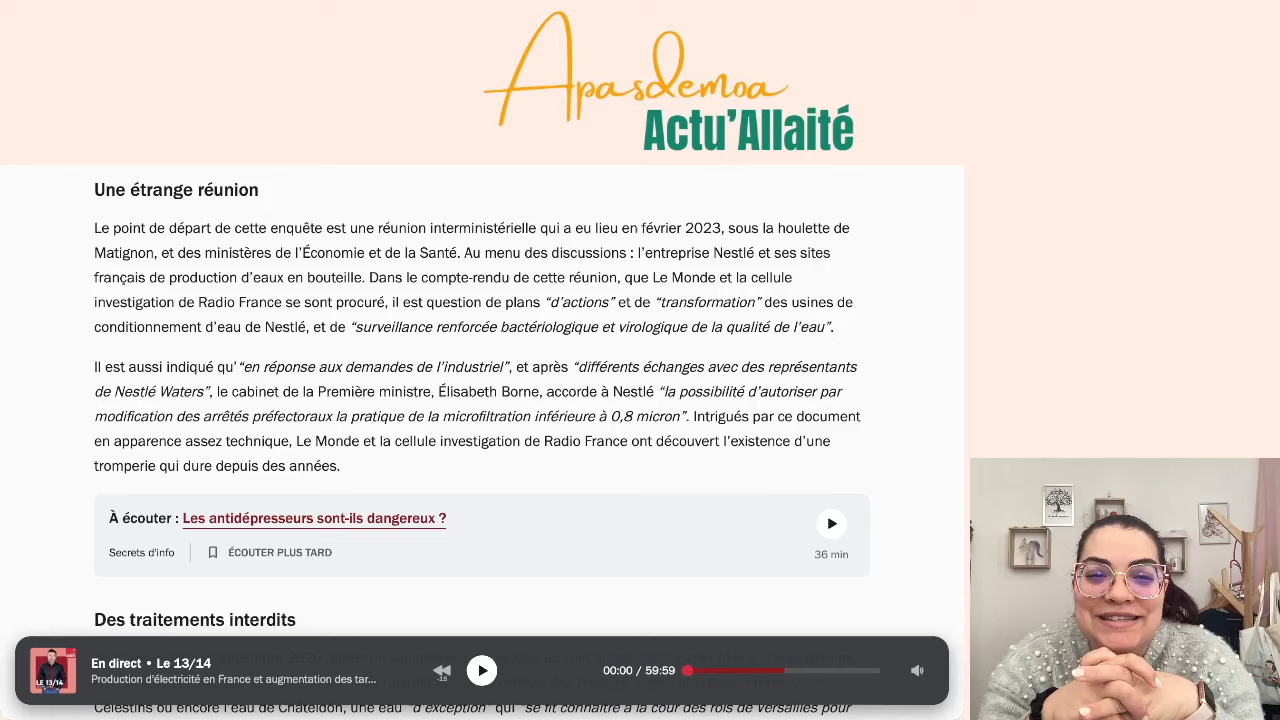 Apasdemoa
Actu’Allaité
Une étrange réunion
Le point de départ de cette enquête est une réunion interministérielle qui a eu lieu en février 2023, sous la houlette de
Matignon, et des ministères de l’Économie et de la Santé. Au menu des discussions : l’entreprise Nestlé et ses sites
français de production d’eaux en bouteille. Dans le compte-rendu de cette réunion, que Le Monde et la cellule
investigation de Radio France se sont procuré, il est question de plans “d’actions” et de “transformation” des usines de
conditionnement d’eau de Nestlé, et de “surveillance renforcée bactériologique et virologique de la qualité de l’eau”.
Il est aussi indiqué qu’“en réponse aux demandes de l’industriel”, et après “différents échanges avec des représentants
de Nestlé Waters”, le cabinet de la Première ministre, Élisabeth Borne, accorde à Nestlé “la possibilité d’autoriser par
modification des arrêtés préfectoraux la pratique de la microfiltration inférieure à 0,8 micron”. Intrigués par ce document
en apparence assez technique, Le Monde et la cellule investigation de Radio France ont découvert l’existence d’une
tromperie qui dure depuis des années.
À écouter : Les antidépresseurs sont-ils dangereux ?
Secrets d'info
ÉCOUTER PLUS TARD
36 min
Des traitements interdits
LE 13/14
En direct • Le 13/14
Production d'électricité en France et augmentation des tar...
-15
00:00 / 59:59
Célestins ou encore l’eau de Chateldon, une eau “d’exception” qui “se fit connaître à la cour des rois de Versailles pour